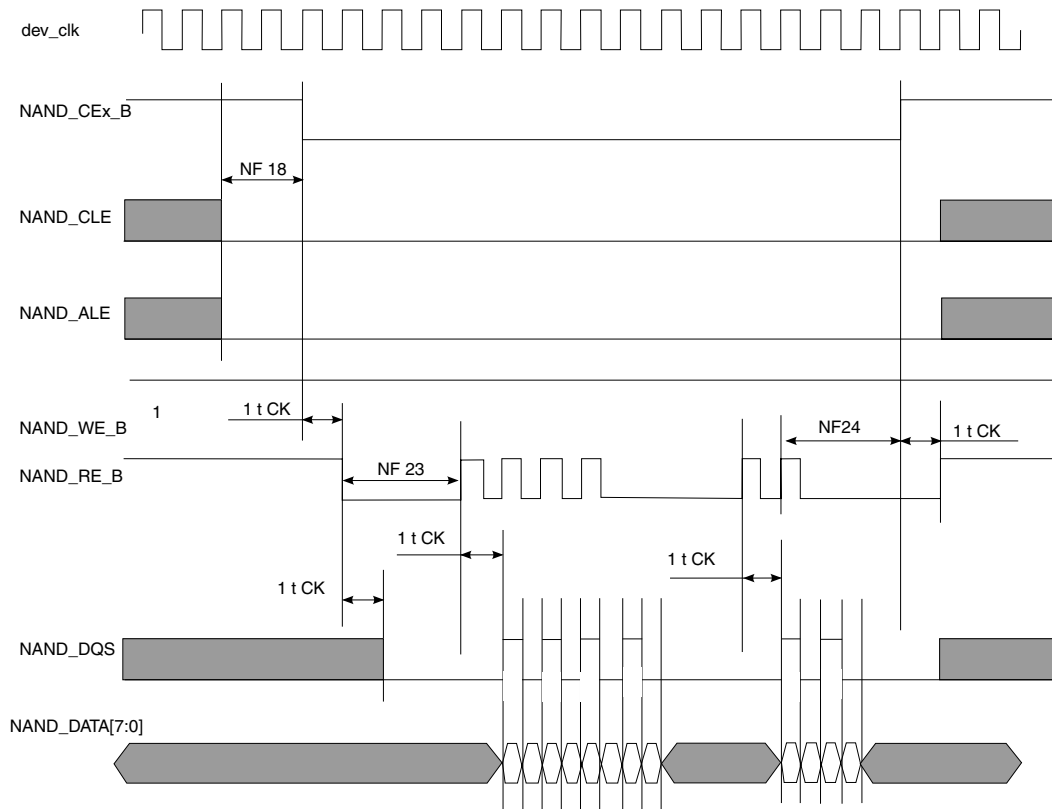 dev_clk
NAND_CEx_B
NF 18
NAND_CLE
NAND_ALE
1
1 t CK
NAND_WE_B
NF24
1 t CK
NF 23
NAND_RE_B
1 t CK
1 t CK
1 t CK
NAND_DQS
NAND_DATA[7:0]